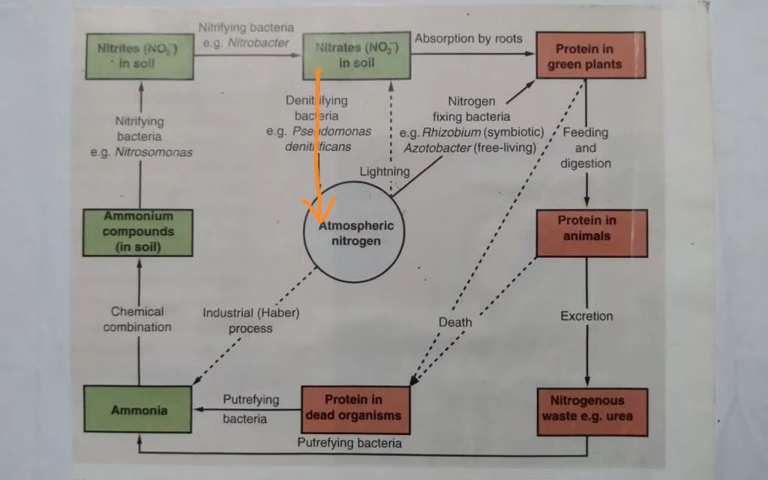 Nitrifying bacteria
e.g. Nitrobacter
Nitrites (NO₂⁻)
in soil
Nitrates (NO₃⁻)
in soil
Absorption by roots
Protein in
green plants
Nitrifying
bacteria
e.g. Nitrosomonas
Denitrifying
bacteria
e.g. Pseudomonas
denitrificans
Nitrogen
fixing bacteria
e.g. Rhizobium (symbiotic)
Azotobacter (free-living)
Feeding
and
digestion
Lightning
Ammonium
compounds
(in soil)
Atmospheric
nitrogen
Protein in
animals
Chemical
combination
Industrial (Haber)
process
Death
Excretion
Ammonia
Putrefying
bacteria
Protein in
dead organisms
Nitrogenous
waste e.g. urea
Putrefying bacteria